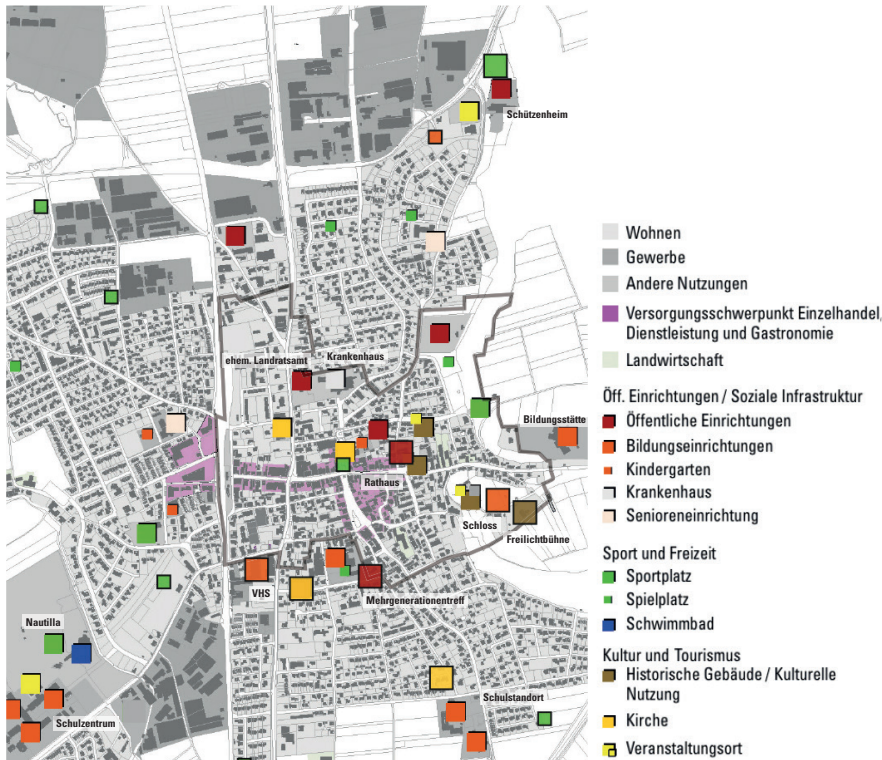 Schützenheim
ehem. Landratsamt
Krankenhaus
Bildungsstätte
Rathaus
Schloss
Freilichtbühne
VHS
Mehrgenerationentreff
Nautilla
Schulzentrum
Schulstandort
Wohnen
Gewerbe
Andere Nutzungen
Versorgungsschwerpunkt Einzelhandel,
Dienstleistung und Gastronomie
Landwirtschaft
Öff. Einrichtungen / Soziale Infrastruktur
Öffentliche Einrichtungen
Bildungseinrichtungen
Kindergarten
Krankenhaus
Senioreneinrichtung
Sport und Freizeit
Sportplatz
Spielplatz
Schwimmbad
Kultur und Tourismus
Historische Gebäude / Kulturelle
Nutzung
Kirche
Veranstaltungsort